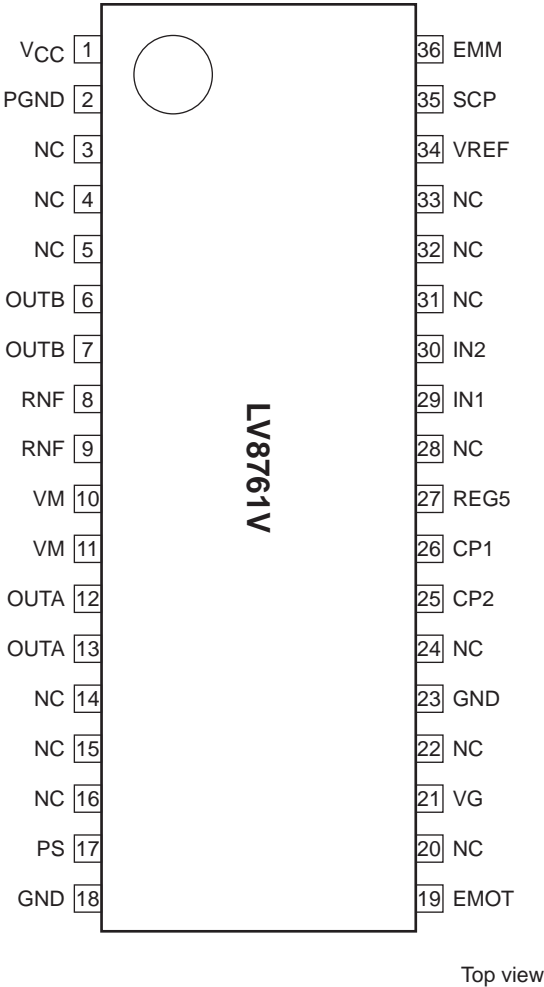 VCC 1 36 EMM
PGND 2 35 SCP
NC 3 34 VREF
NC 4 33 NC
NC 5 32 NC
OUTB 6 31 NC
OUTB 7 30 IN2
RNF 8 29 IN1
RNF 9 28 NC
VM 10 27 REG5
VM 11 26 CP1
OUTA 12 25 CP2
OUTA 13 24 NC
NC 14 23 GND
NC 15 22 NC
NC 16 21 VG
PS 17 20 NC
GND 18 19 EMOT
LV8761V
Top view